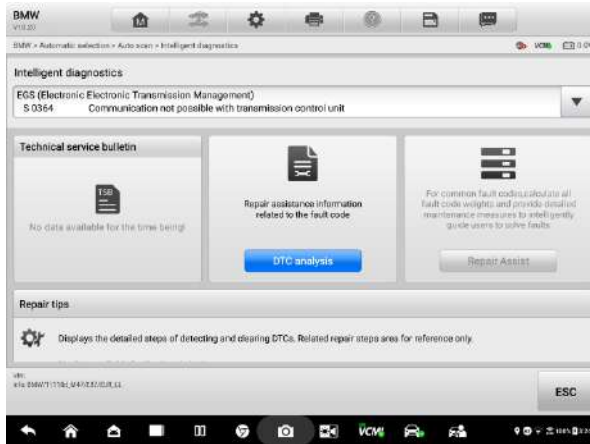 BMW
BMW > Automatic selection > Auto scan > Intelligent diagnostics
VCMI
Intelligent diagnostics
EGS (Electronic Electronic Transmission Management)
S 0364 Communication not possible with transmission control unit
Technical service bulletin
TSB
No data available for the time being!
Repair assistance information
related to the fault code
DTC analysis
For common fault codes,calculate all
fault code weights and provide detailed
maintenance measures to intelligently
guide users to solve faults
Repair Assist
Repair tips
Displays the detailed steps of detecting and clearing DTCs. Related repair steps area for reference only.
ESC
VCMI